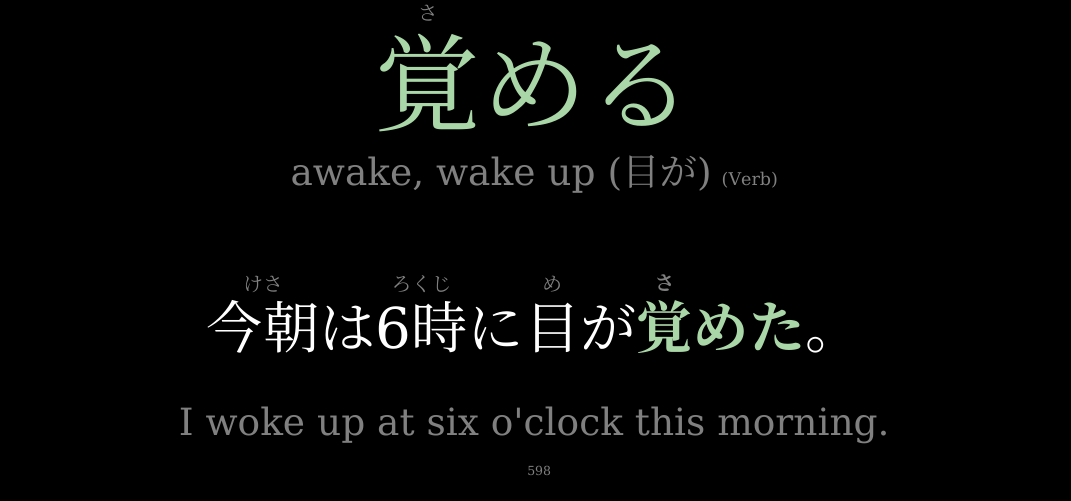 さ
覚める
awake, wake up (目が) (Verb)
けさ ろくじ め さ
今朝は6時に目が覚めた。
I woke up at six o'clock this morning.
598